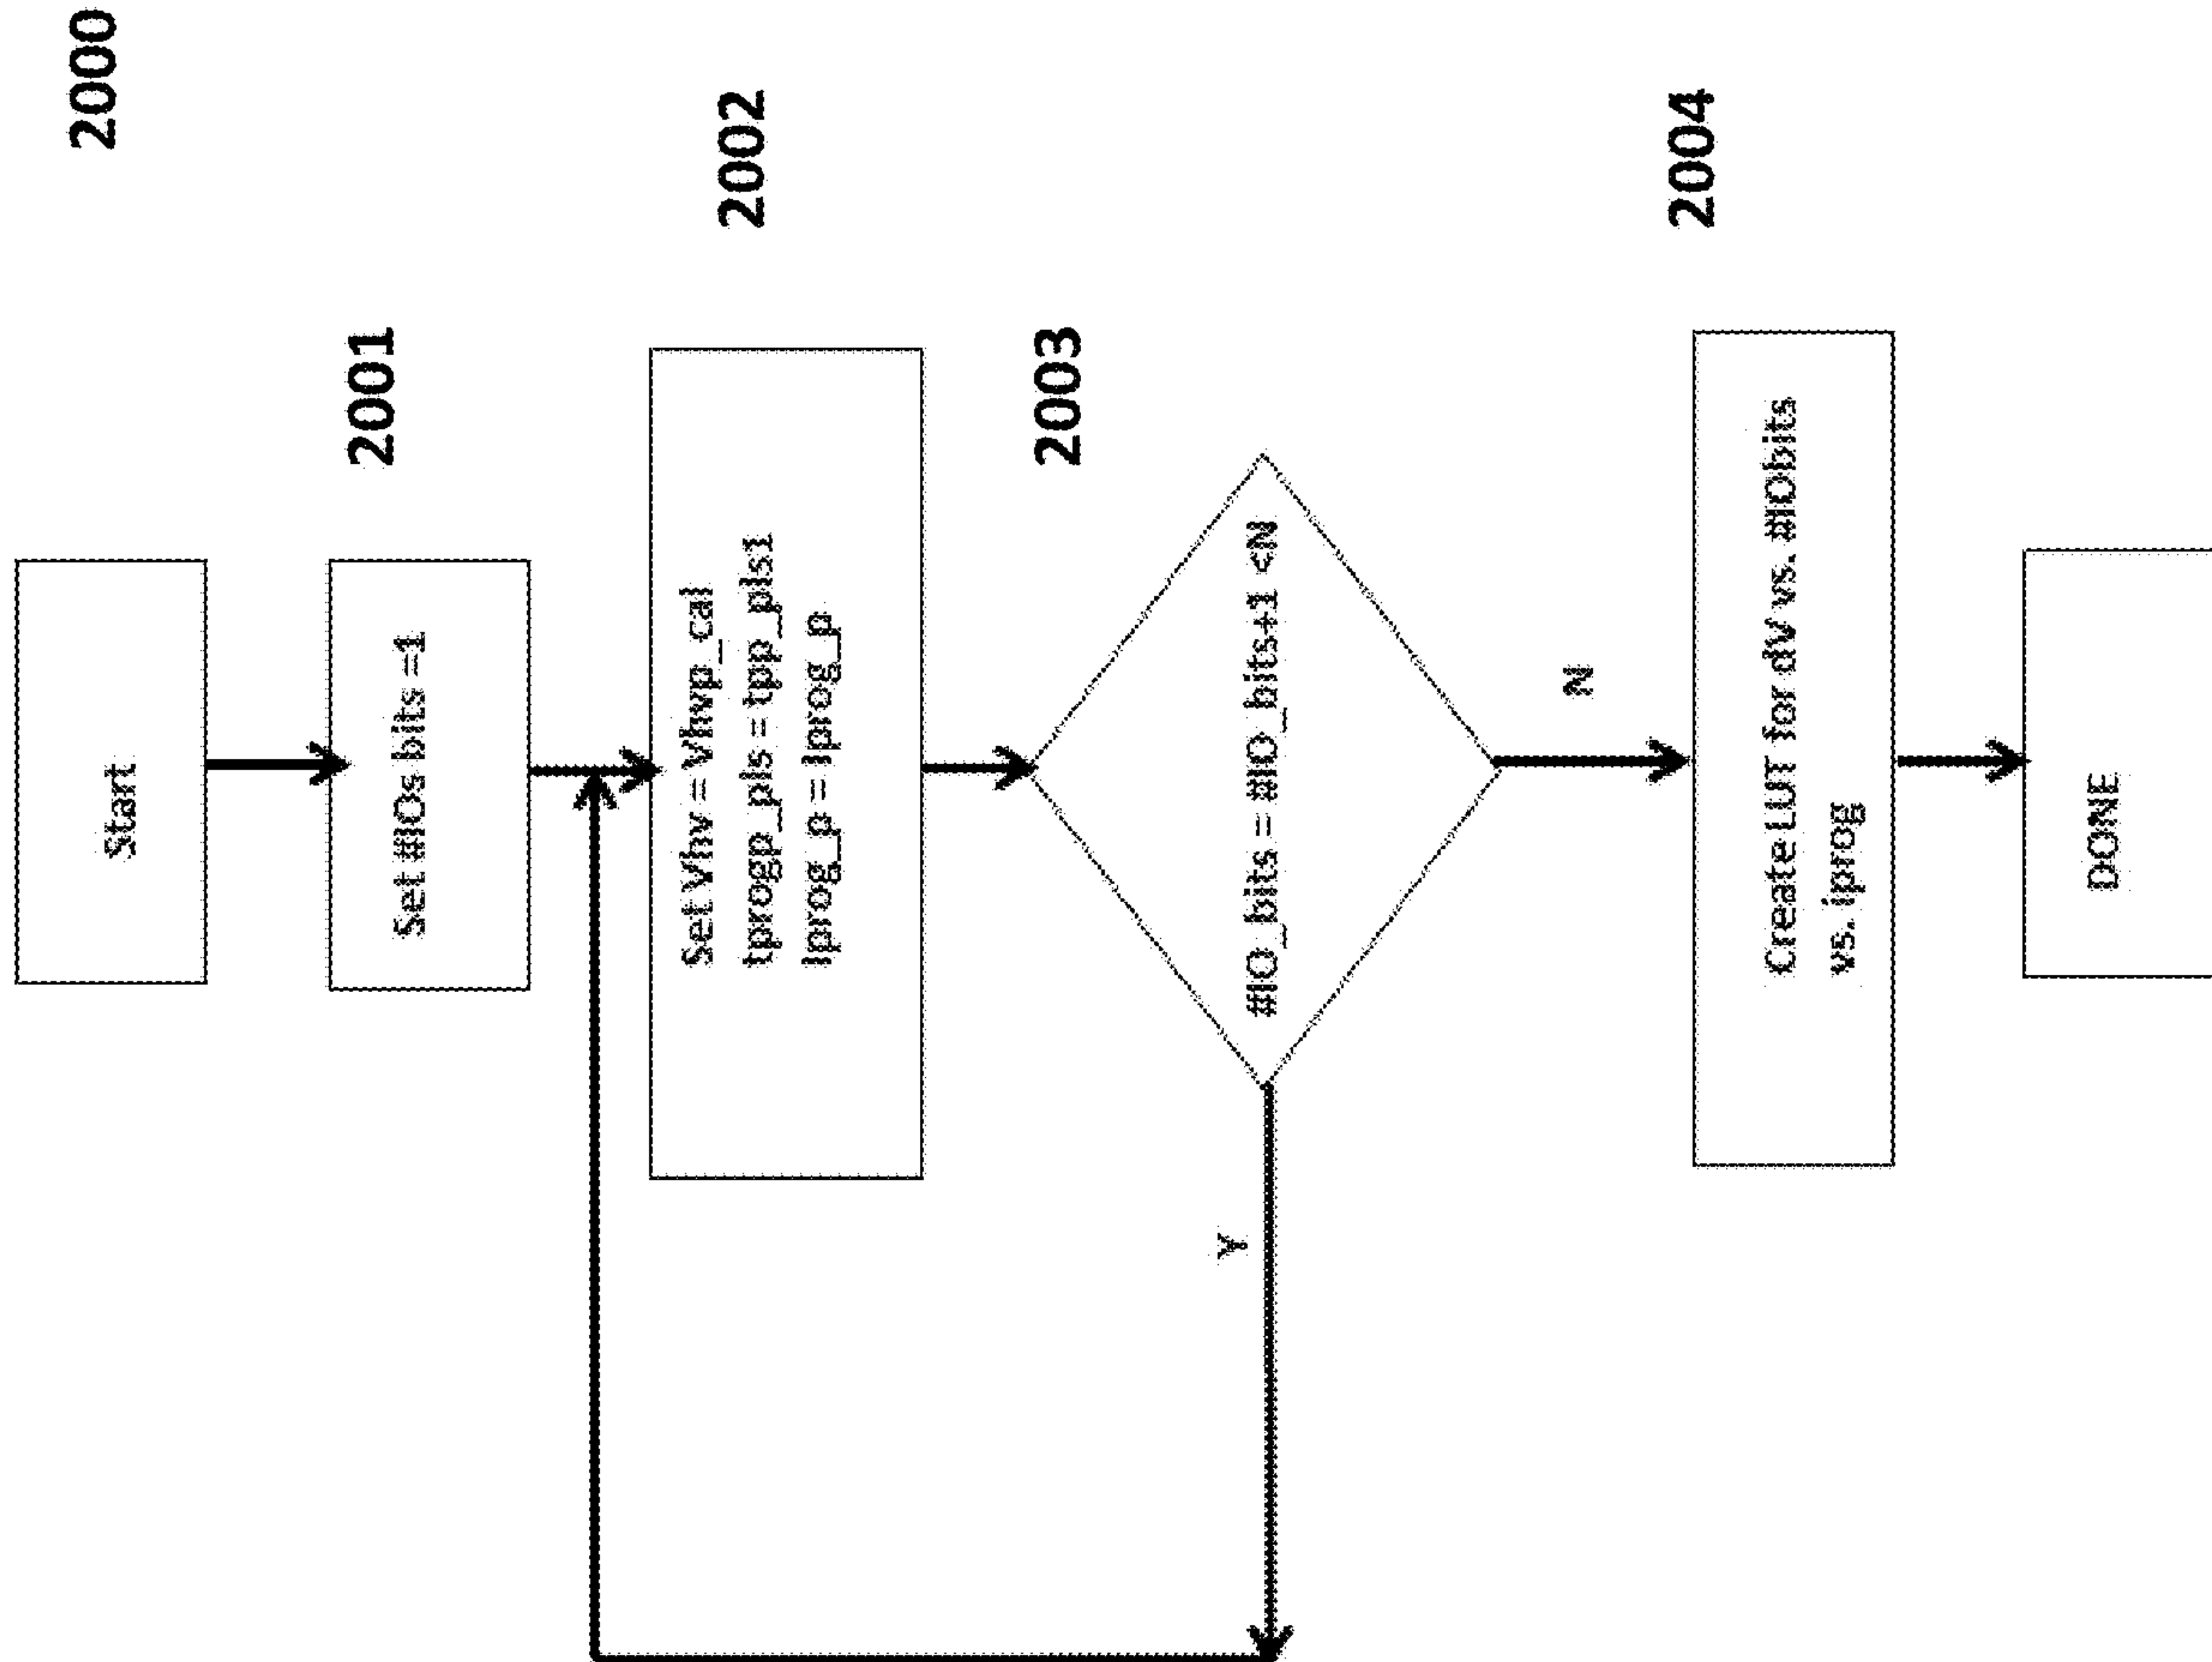 2000
Start
2001
Set #IOs bits =1
2002
Set Vhv = Vhvp_cal
tprogp_pls = tpp_pls1
Iprog_p = Iprog_p
2003
#IO_bits = #IO_bits+1 <N
Y
N
2004
Create LUT for dV vs. #IObits
vs. iprog
DONE